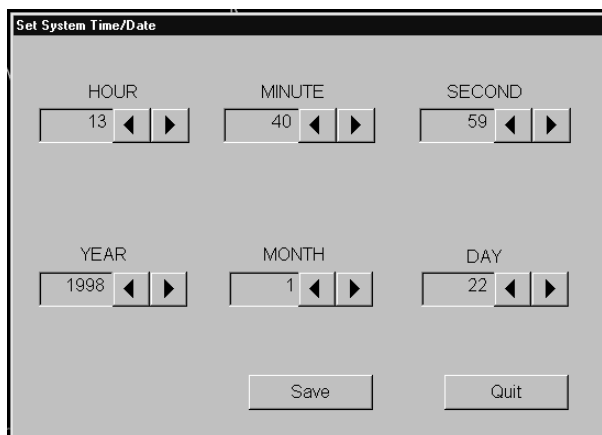 Set System Time/Date
HOUR MINUTE SECOND
13 40 59
YEAR MONTH DAY
1998 1 22
Save Quit